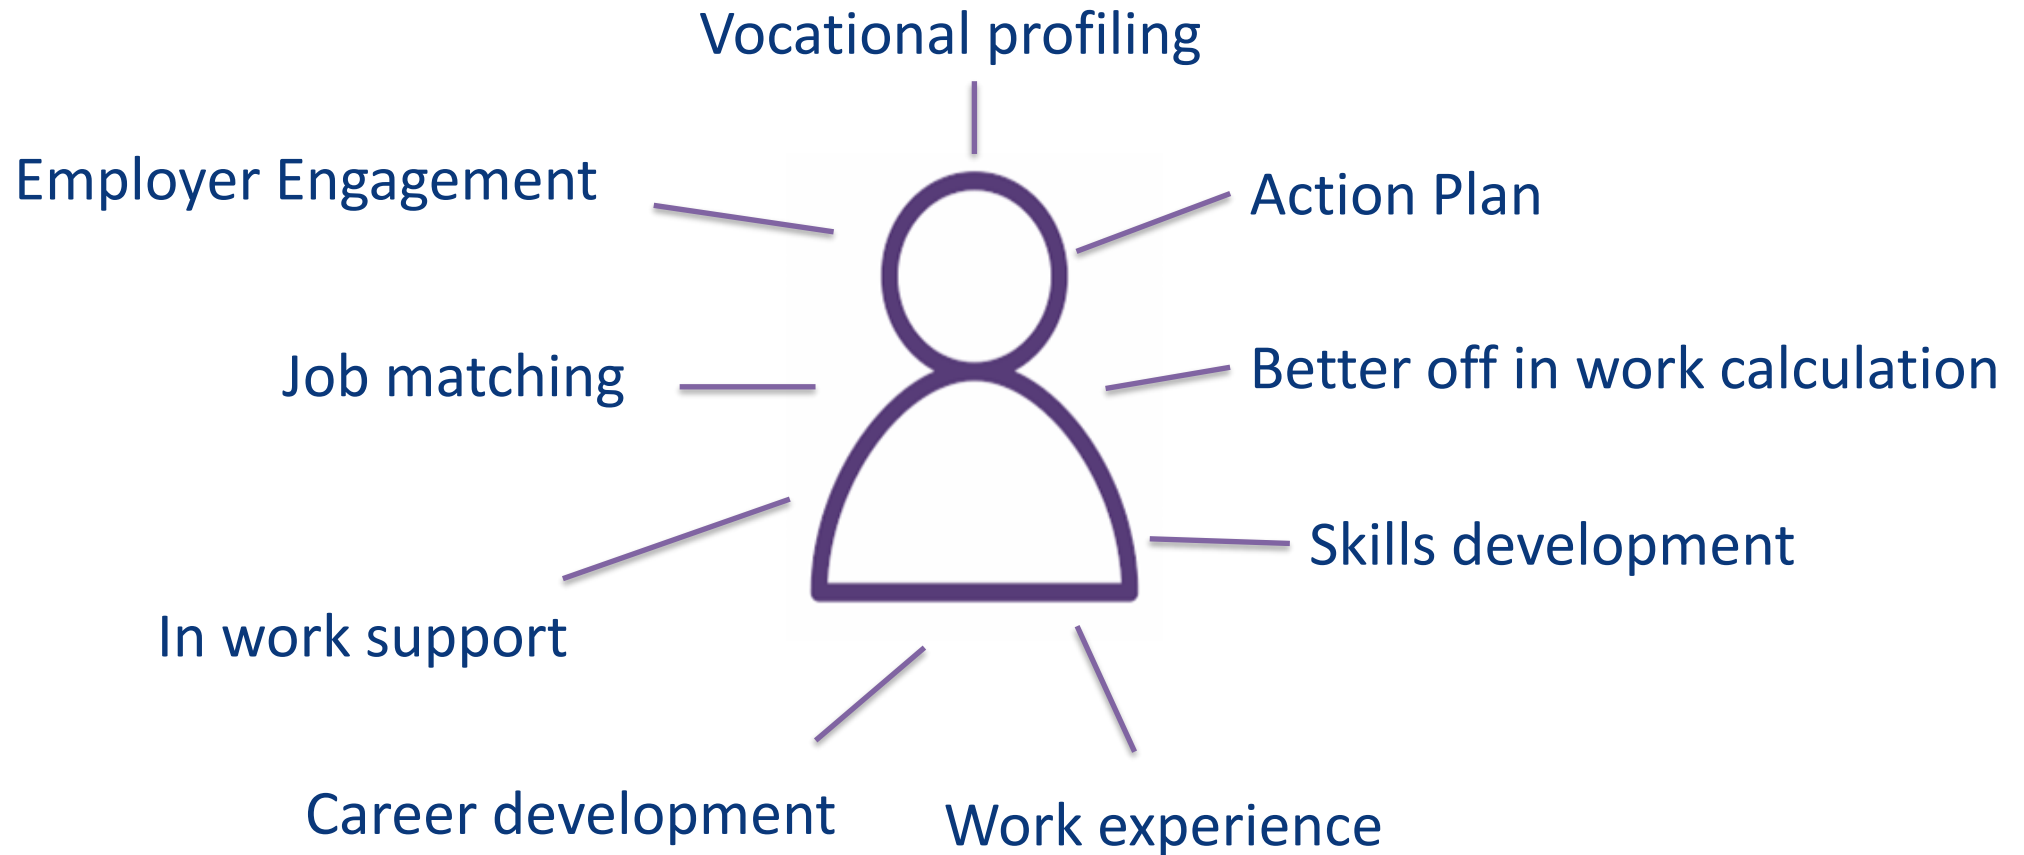 Vocational profiling
Employer Engagement
Action Plan
Job matching
Better off in work calculation
Skills development
In work support
Career development
Work experience